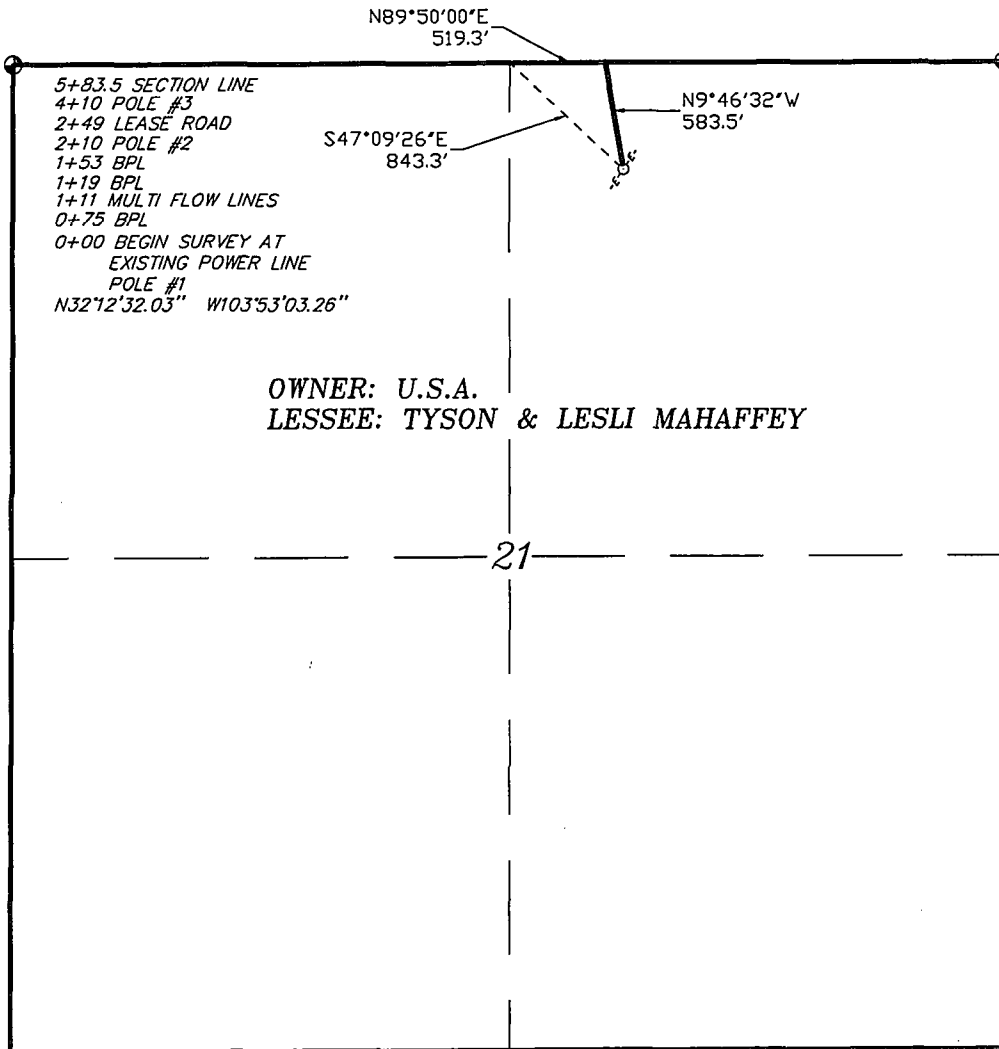 N89°50'00"E
519.3'
5+83.5 SECTION LINE
4+10 POLE #3
2+49 LEASE ROAD
2+10 POLE #2
1+53 BPL
1+19 BPL
1+11 MULTI FLOW LINES
0+75 BPL
0+00 BEGIN SURVEY AT
EXISTING POWER LINE
POLE #1
N32°12'32.03" W103°53'03.26"
S47°09'26"E
843.3'
N9°46'32"W
583.5'
-E-
-E-
OWNER: U.S.A.
LESSEE: TYSON & LESLI MAHAFFEY
21